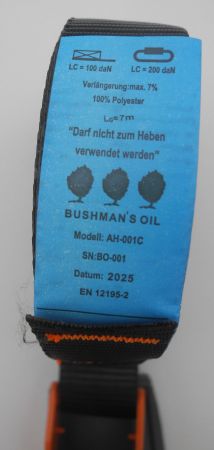 LC = 100 daN LC = 200 daN
Verlängerung:max. 7%
100% Polyester
LG=7m
"Darf nicht zum Heben
verwendet werden"
BUSHMAN'S OIL
Modell: AH-001C
SN:BO-001
Datum: 2025
EN 12195-2